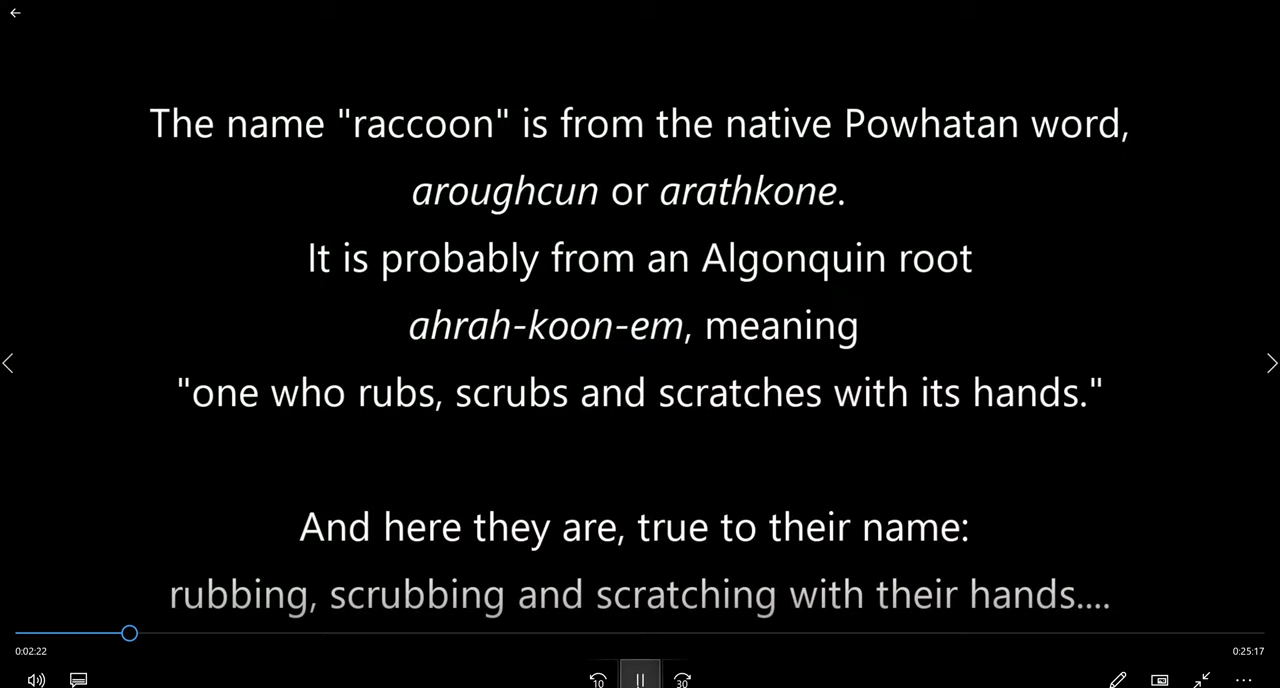 The name "raccoon" is from the native Powhatan word,
aroughcun or arathkone.
It is probably from an Algonquin root
ahrah-koon-em, meaning
"one who rubs, scrubs and scratches with its hands."
And here they are, true to their name:
rubbing, scrubbing and scratching with their hands....
0:02:22
0:25:17
10
30